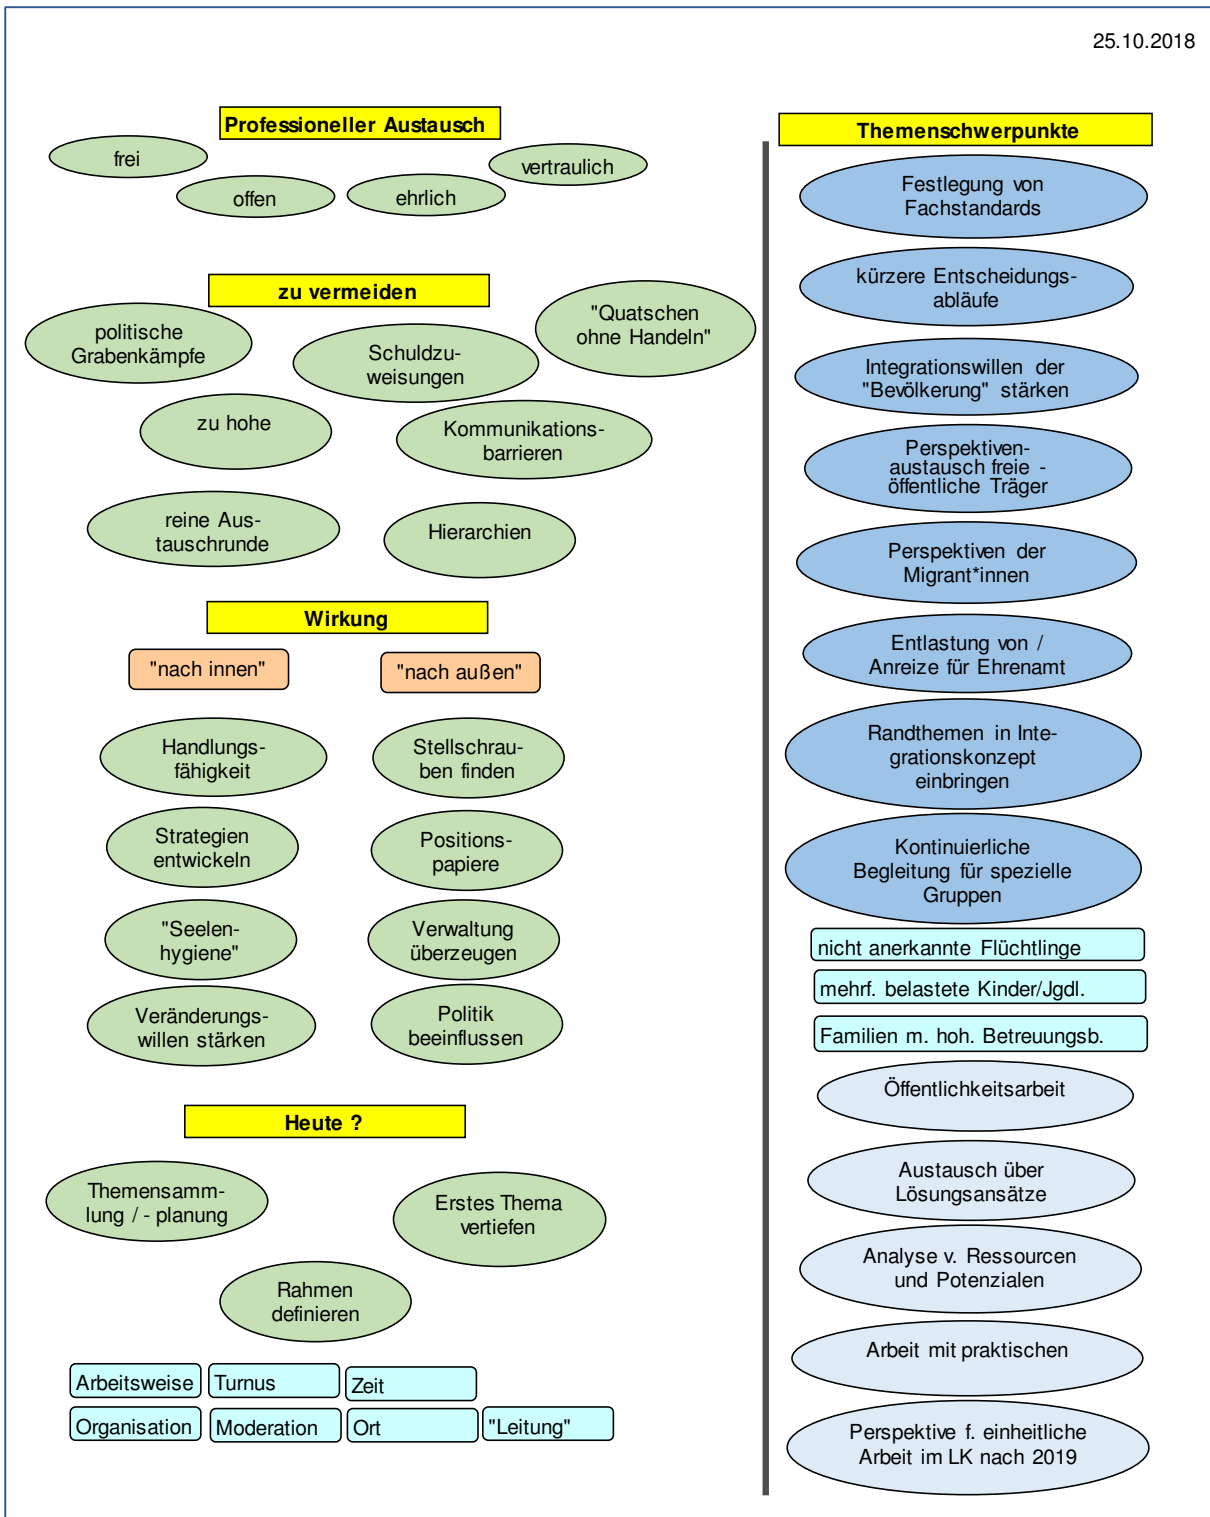 25.10.2018
Professioneller Austausch
frei
offen
ehrlich
vertraulich
zu vermeiden
politische
Grabenkämpfe
Schuldzu-
weisungen
"Quatschen
ohne Handeln"
zu hohe
Kommunikations-
barrieren
reine Aus-
tauschrunde
Hierarchien
Wirkung
"nach innen"
"nach außen"
Handlungs-
fähigkeit
Stellschrau-
ben finden
Strategien
entwickeln
Positions-
papiere
"Seelen-
hygiene"
Verwaltung
überzeugen
Veränderungs-
willen stärken
Politik
beeinflussen
Heute ?
Themensamm-
lung / - planung
Erstes Thema
vertiefen
Rahmen
definieren
Arbeitsweise
Turnus
Zeit
Organisation
Moderation
Ort
"Leitung"
Themenschwerpunkte
Festlegung von
Fachstandards
kürzere Entscheidungs-
abläufe
Integrationswillen der
"Bevölkerung" stärken
Perspektiven-
austausch freie -
öffentliche Träger
Perspektiven der
Migrant*innen
Entlastung von /
Anreize für Ehrenamt
Randthemen in Inte-
grationskonzept
einbringen
Kontinuierliche
Begleitung für spezielle
Gruppen
nicht anerkannte Flüchtlinge
mehrf. belastete Kinder/Jgdl.
Familien m. hoh. Betreuungsb.
Öffentlichkeitsarbeit
Austausch über
Lösungsansätze
Analyse v. Ressourcen
und Potenzialen
Arbeit mit praktischen
Perspektive f. einheitliche
Arbeit im LK nach 2019